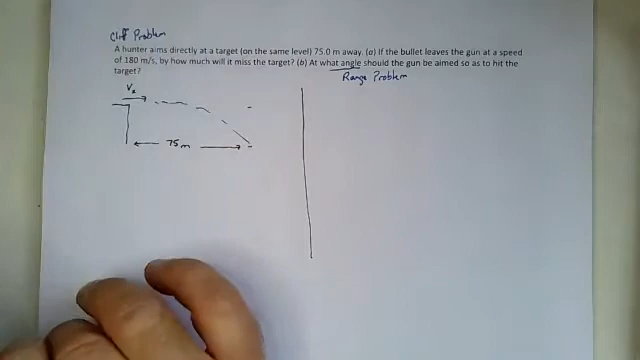 Cliff Problem
A hunter aims directly at a target (on the same level) 75.0 m away. (a) If the bullet leaves the gun at a speed
of 180 m/s, by how much will it miss the target? (b) At what angle should the gun be aimed so as to hit the
target?
Range Problem
Vx
75m